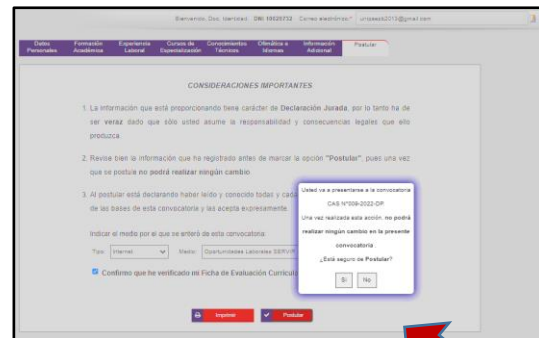 Bienvenido, Doc. Identidad: DNI Correo electrónico:*
Datos Personales
Formación Académica
Experiencia Laboral
Cursos de Especialización
Conocimientos Técnicos
Ofimática e Idiomas
Información Adicional
Postular
CONSIDERACIONES IMPORTANTES
1. La información que está proporcionando tiene carácter de Declaración Jurada, por lo tanto ha de
ser veraz dado que sólo usted asume la responsabilidad y consecuencias legales que ello
produzca.
2. Revise bien la información que ha registrado antes de marcar la opción "Postular", pues una vez
que se postule no podrá realizar ningún cambio.
3. Al postular está declarando haber leído y conocido todas y cada
de las bases de esta convocatoria y las acepta expresamente.
Indicar el medio por el que se enteró de esta convocatoria:
Tipo: Internet Medio: Oportunidades Laborales SERVIR
Confirmo que he verificado mi Ficha de Evaluación Curricula
Imprimir Postular
Usted va a presentarse a la convocatoria
CAS N°009-2022-DP
Una vez realizada esta acción, no podrá
realizar ningún cambio en la presente
convocatoria.
¿Está seguro de Postular?
Sí No